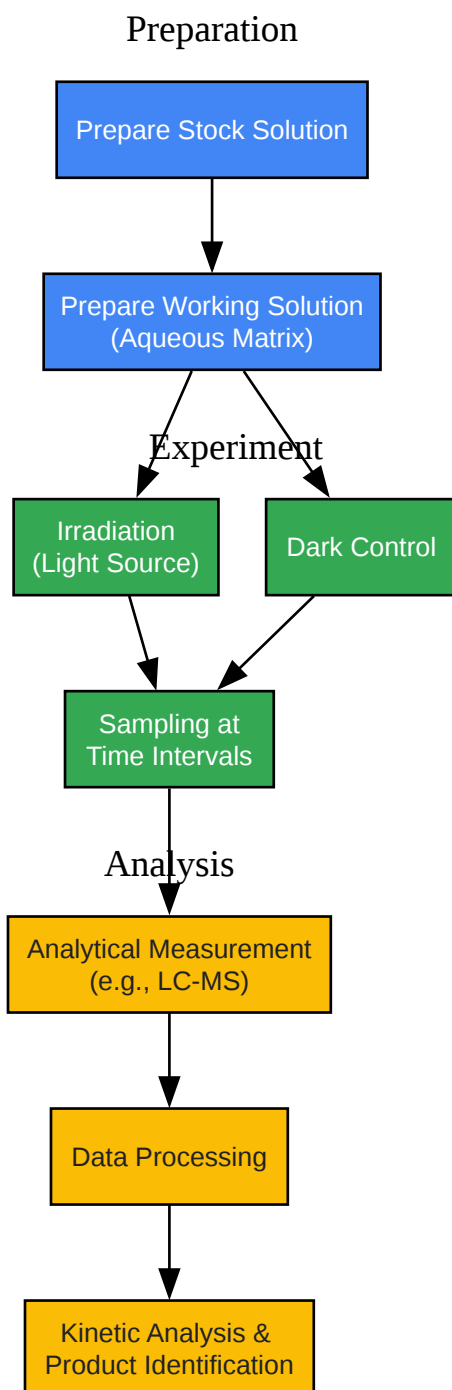 Preparation
Prepare Stock Solution
Prepare Working Solution
(Aqueous Matrix)
Experiment
Irradiation
(Light Source)
Dark Control
Sampling at
Time Intervals
Analysis
Analytical Measurement
(e.g., LC-MS)
Data Processing
Kinetic Analysis &
Product Identification